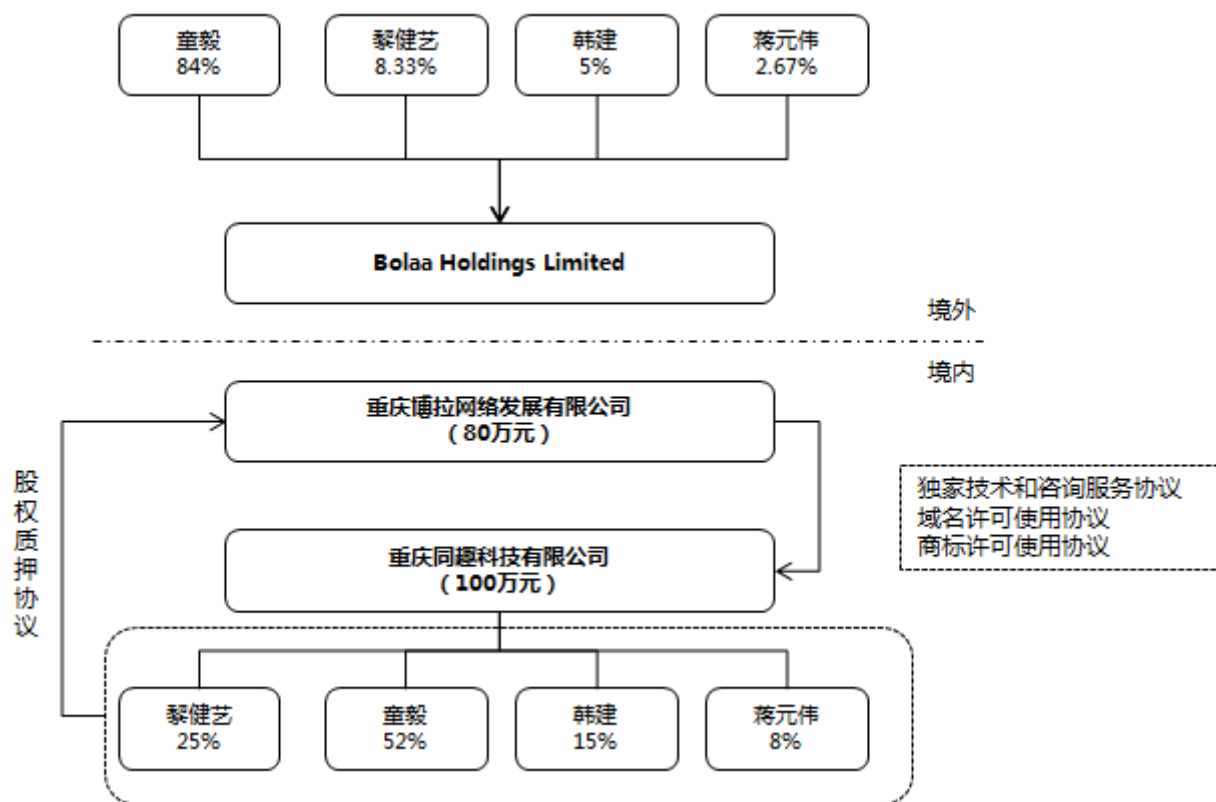 童毅
84%
黎健艺
8.33%
韩建
5%
蒋元伟
2.67%
Bolaa Holdings Limited
境外
境内
重庆博拉网络发展有限公司
（80万元）
股权质押协议
独家技术和咨询服务协议
域名许可使用协议
商标许可使用协议
重庆同趣科技有限公司
（100万元）
黎健艺
25%
童毅
52%
韩建
15%
蒋元伟
8%